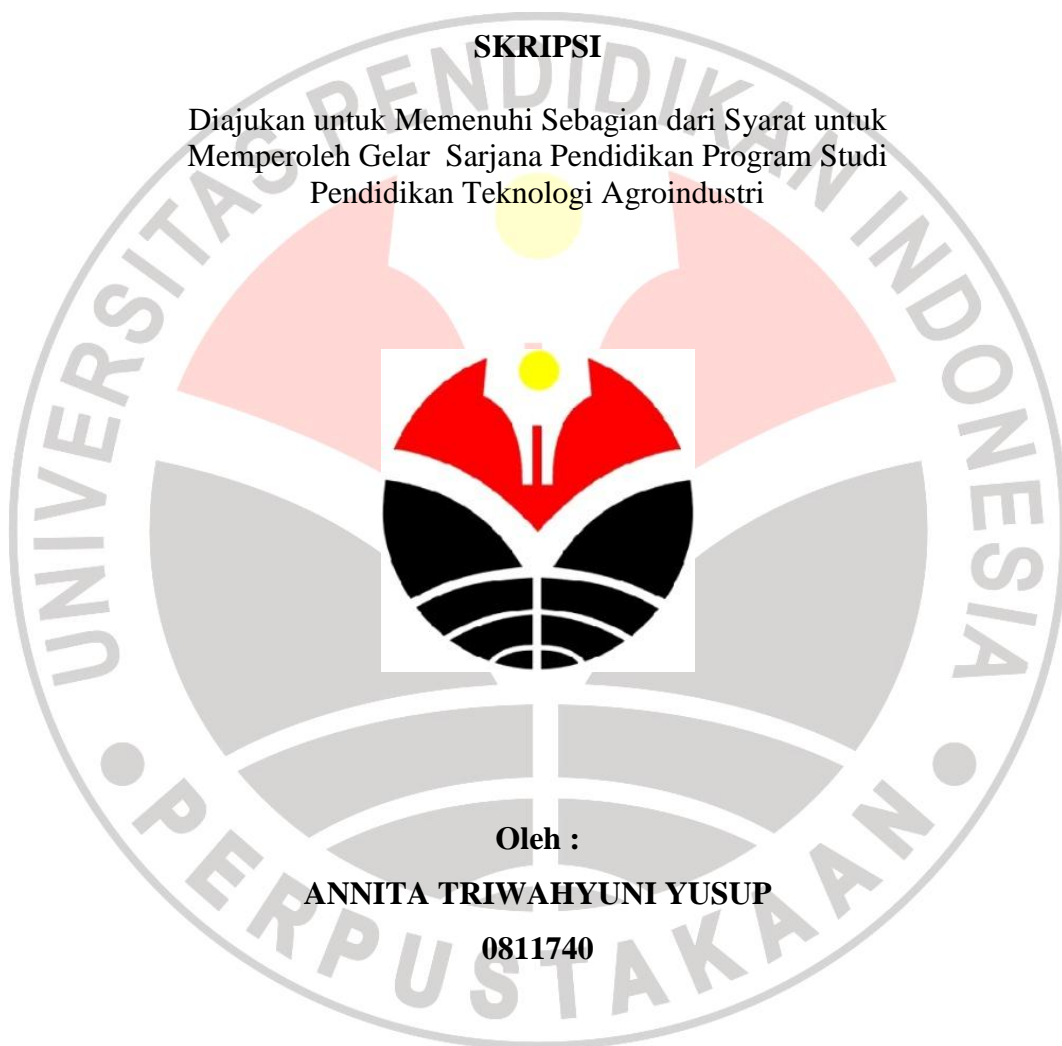 SKRIPSI
Diajukan untuk Memenuhi Sebagian dari Syarat untuk
Memperoleh Gelar Sarjana Pendidikan Program Studi
Pendidikan Teknologi Agroindustri
UNIVERSITAS PENDIDIKAN INDONESIA
Oleh :
ANNITA TRIWAHYUNI YUSUP
0811740
PERPUSTAKAAN